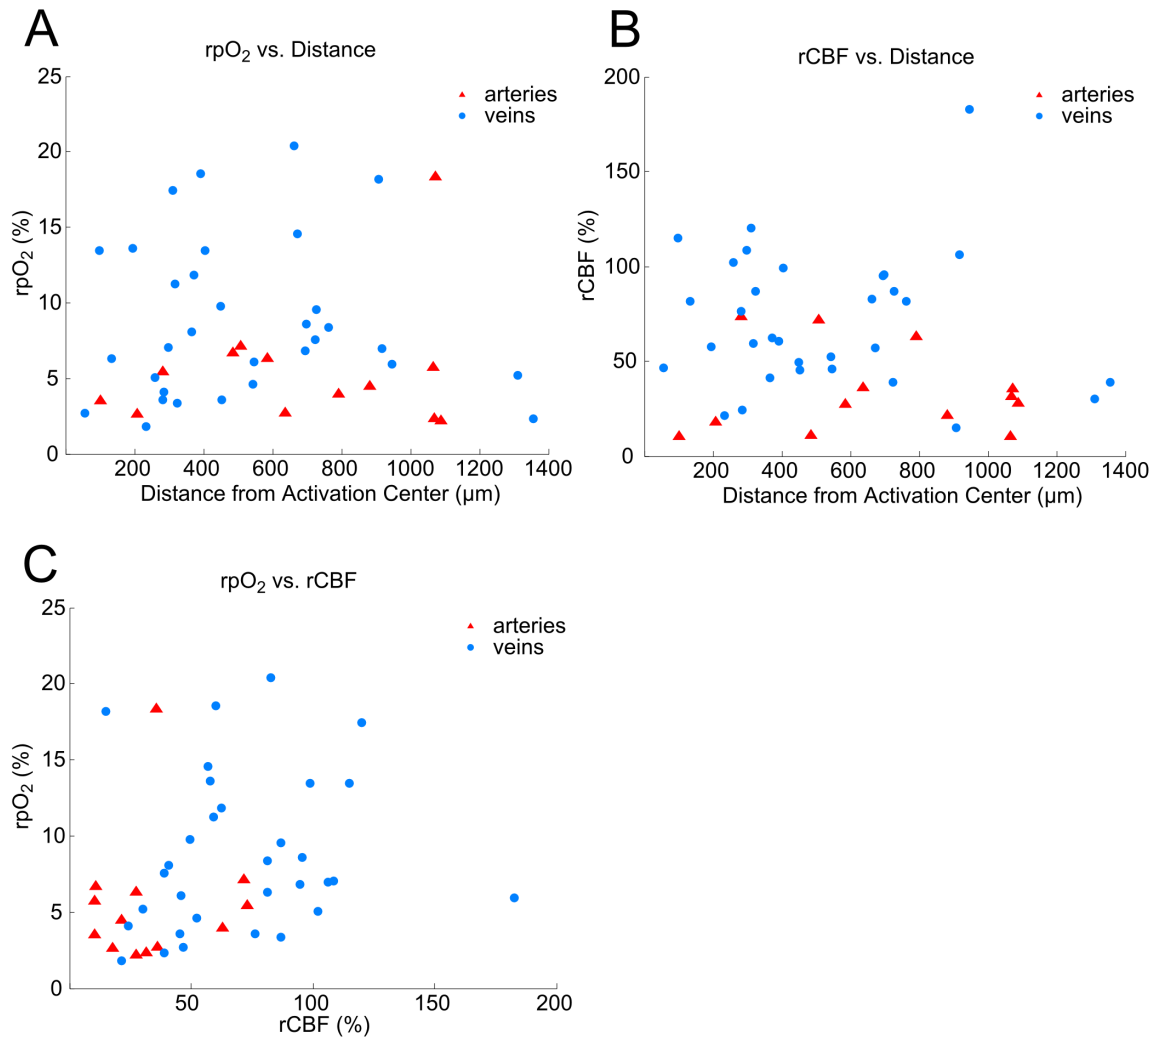 A
rpO₂ vs. Distance
25
20
15
10
5
0
rpO₂ (%)
arteries
veins
200 400 600 800 1000 1200 1400
Distance from Activation Center (µm)
B
rCBF vs. Distance
200
150
100
50
0
rCBF (%)
arteries
veins
200 400 600 800 1000 1200 1400
Distance from Activation Center (µm)
C
rpO₂ vs. rCBF
25
20
15
10
5
0
rpO₂ (%)
arteries
veins
50 100 150 200
rCBF (%)